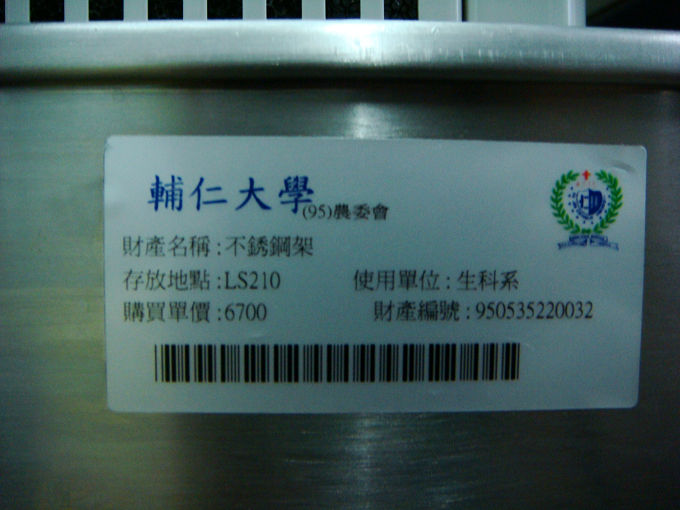 輔仁大學(95)農委會
財產名稱:不銹鋼架
存放地點:LS210 使用單位:生科系
購買單價:6700 財產編號:950535220032